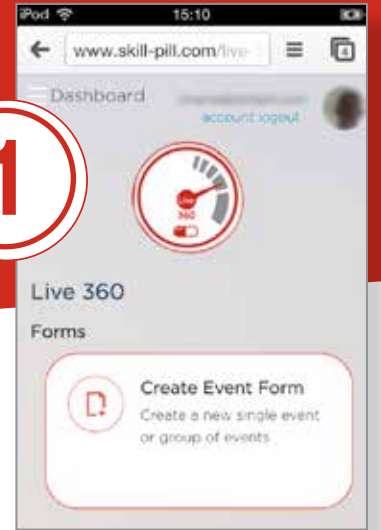 iPod 15:10
www.skill-pill.com/live-
4
Dashboard
account logout
1
Live
360
Live 360
Forms
Create Event Form
Create a new single event
or group of events